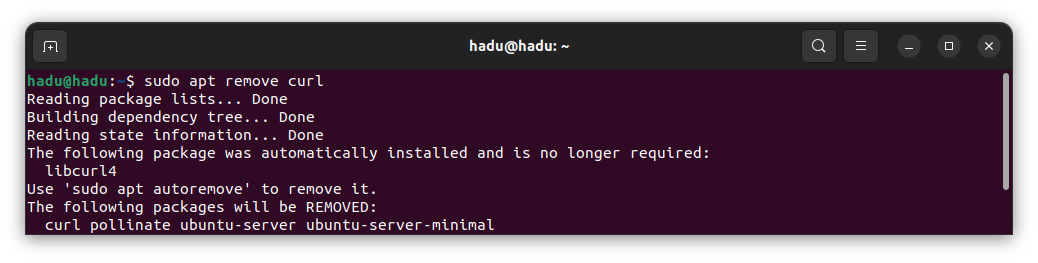 hadu@hadu: ~
hadu@hadu:~$ sudo apt remove curl
Reading package lists... Done
Building dependency tree... Done
Reading state information... Done
The following package was automatically installed and is no longer required:
  libcurl4
Use 'sudo apt autoremove' to remove it.
The following packages will be REMOVED:
  curl pollinate ubuntu-server ubuntu-server-minimal